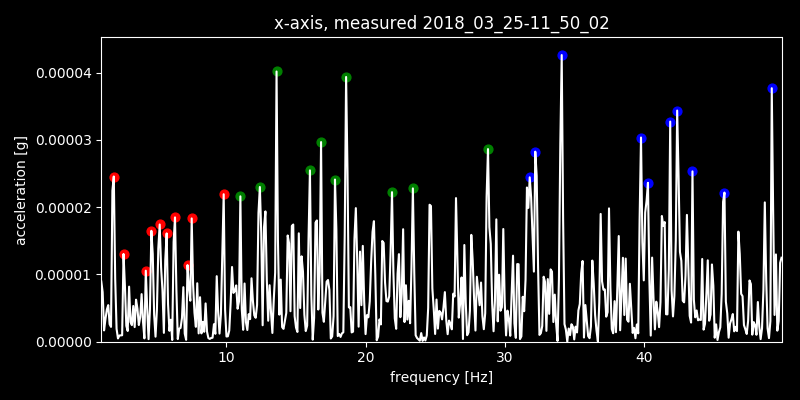 x-axis, measured 2018_03_25-11_50_02
acceleration [g]
0.00004
0.00003
0.00002
0.00001
0.00000
10 20 30 40
frequency [Hz]